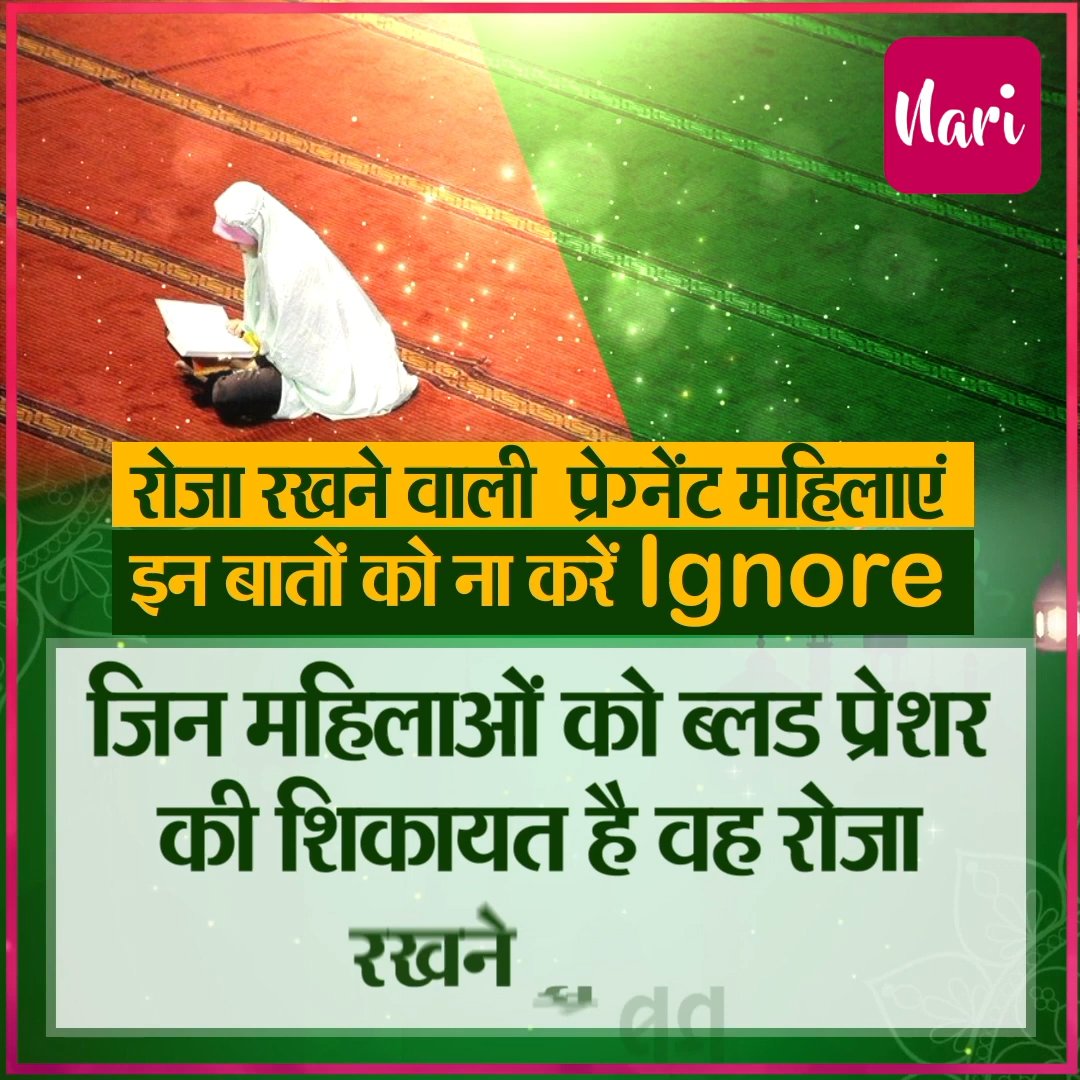 Nari
रोजा रखने वाली प्रेग्नेंट महिलाएं
इन बातों को ना करें Ignore
जिन महिलाओं को ब्लड प्रेशर
की शिकायत है वह रोजा
रखने